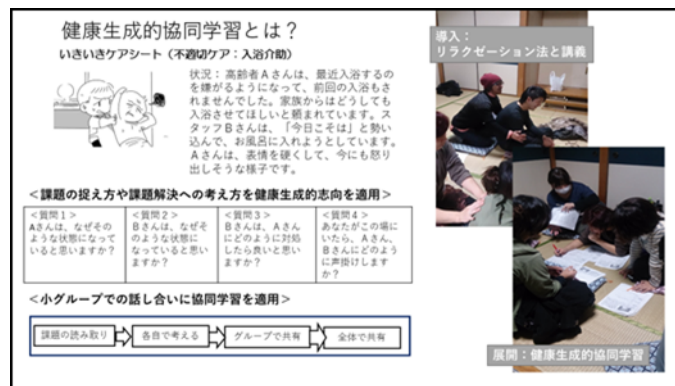 健康生成的協同学習とは？
いきいきケアシート（不適切ケア：入浴介助）
状況：高齢者Aさんは、最近入浴するの
を嫌がるようになって、前回の入浴もさ
れませんでした。家族からはどうしても
入浴させてほしいと頼まれています。ス
タッフBさんは、「今日こそは」と勢い
込んで、お風呂に入れようとしています。
Aさんは、表情を硬くして、今にも怒り
出しそうな様子です。
＜課題の捉え方や課題解決への考え方を健康生成的志向を適用＞
＜質問１＞
Aさんは、なぜその
ような状態になって
いると思いますか？
＜質問２＞
Bさんは、なぜそ
のような状態に
なっていると思い
ますか？
＜質問３＞
Bさんは、Aさん
にどのように対処
したら良いと思い
ますか？
＜質問４＞
あなたがこの場に
いたら、Aさん、
Bさんにどのよう
に声掛けします
か？
＜小グループでの話し合いに協同学習を適用＞
課題の読み取り
各自で考える
グループで共有
全体で共有
導入：
リラクゼーション法と講義
展開：健康生成的協同学習